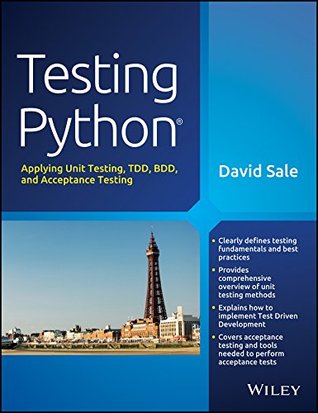 Testing
Python®
Applying Unit Testing, TDD, BDD,
and Acceptance Testing
David Sale
• Clearly defines testing
fundamentals and best
practices
• Provides
comprehensive
overview of unit
testing methods
• Explains how to
implement Test Driven
Development
• Covers acceptance
testing and tools
needed to perform
acceptance tests
WILEY